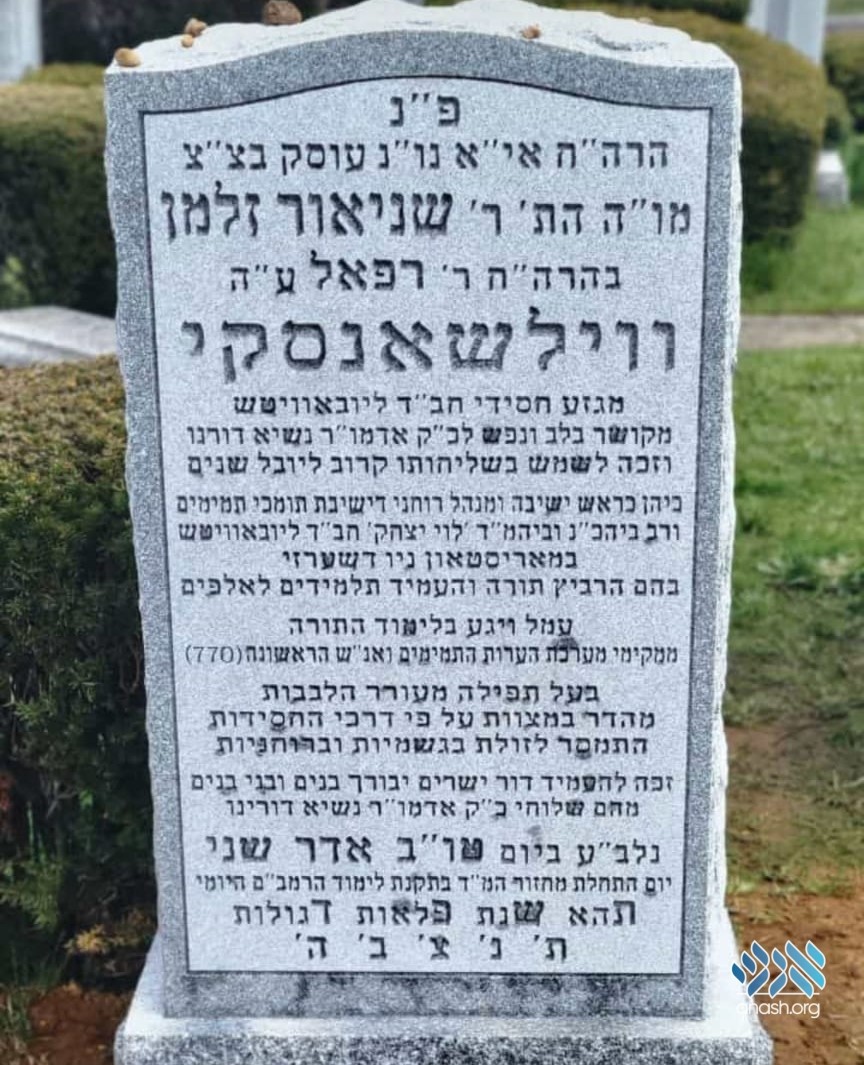 פ"נ
הרה"ח אי"א נו"נ עוסק בצ"צ
מו"ה הת' ר' שניאור זלמן
בהרה"ח ר' רפאל ע"ה
ווילשאנסקי
מגזע חסידי חב"ד ליובאוויטש
מקושר בלב ונפש לכ"ק אדמו"ר נשיא דורנו
וזכה לשמש בשליחותו קרוב ליובל שנים
כיהן כראש ישיבה ומנהל רוחני דישיבת תומכי תמימים
ורב ביהכ"נ וביהמ"ד 'לוי יצחק' חב"ד ליובאוויטש
במאריסטאון ניו דשערזי
בהם הרביץ תורה והעמיד תלמידים לאלפים
עמל ויגע בלימוד התורה
ממקימי מערכת הערות התמימים ואנ"ש הראשונה (770)
בעל תפילה מעורר הלבבות
מהדר במצוות על פי דרכי החסידות
התמסר לזולת בגשמיות וברוחניות
זכה להעמיד דור ישרים יבורך בנים ובני בנים
מהם שלוחי כ"ק אדמו"ר נשיא דורינו
נלב"ע ביום טו"ב אדר שני
יום התחלת מחזור המ"ד בתקנת לימוד הרמב"ם היומי
תהא שנת פלאות דגולות
ת' נ' צ' ב' ה'
אנש
anash.org